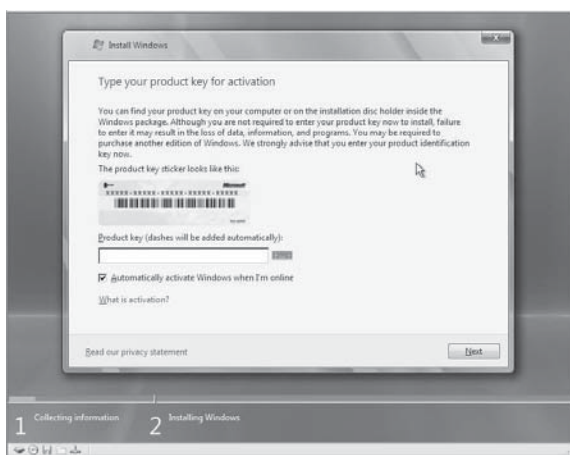 Install Windows
Type your product key for activation
You can find your product key on your computer or on the installation disc holder inside the
Windows package. Although you are not required to enter your product key now to install, failure
to enter it may result in the loss of data, information, and programs. You may be required to
purchase another edition of Windows. We strongly advise that you enter your product identification
key now.
The product key sticker looks like this:
Microsoft
XXXXX-XXXXX-XXXXX-XXXXX-XXXXX
Product key (dashes will be added automatically):
Automatically activate Windows when I'm online
What is activation?
Read our privacy statement
Next
1 Collecting information
2 Installing Windows